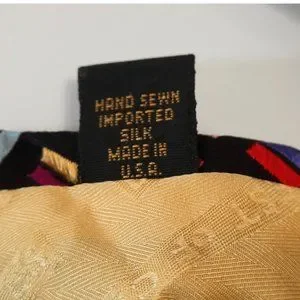 HAND SEWN
IMPORTED
SILK
MADE IN
U.S.A.